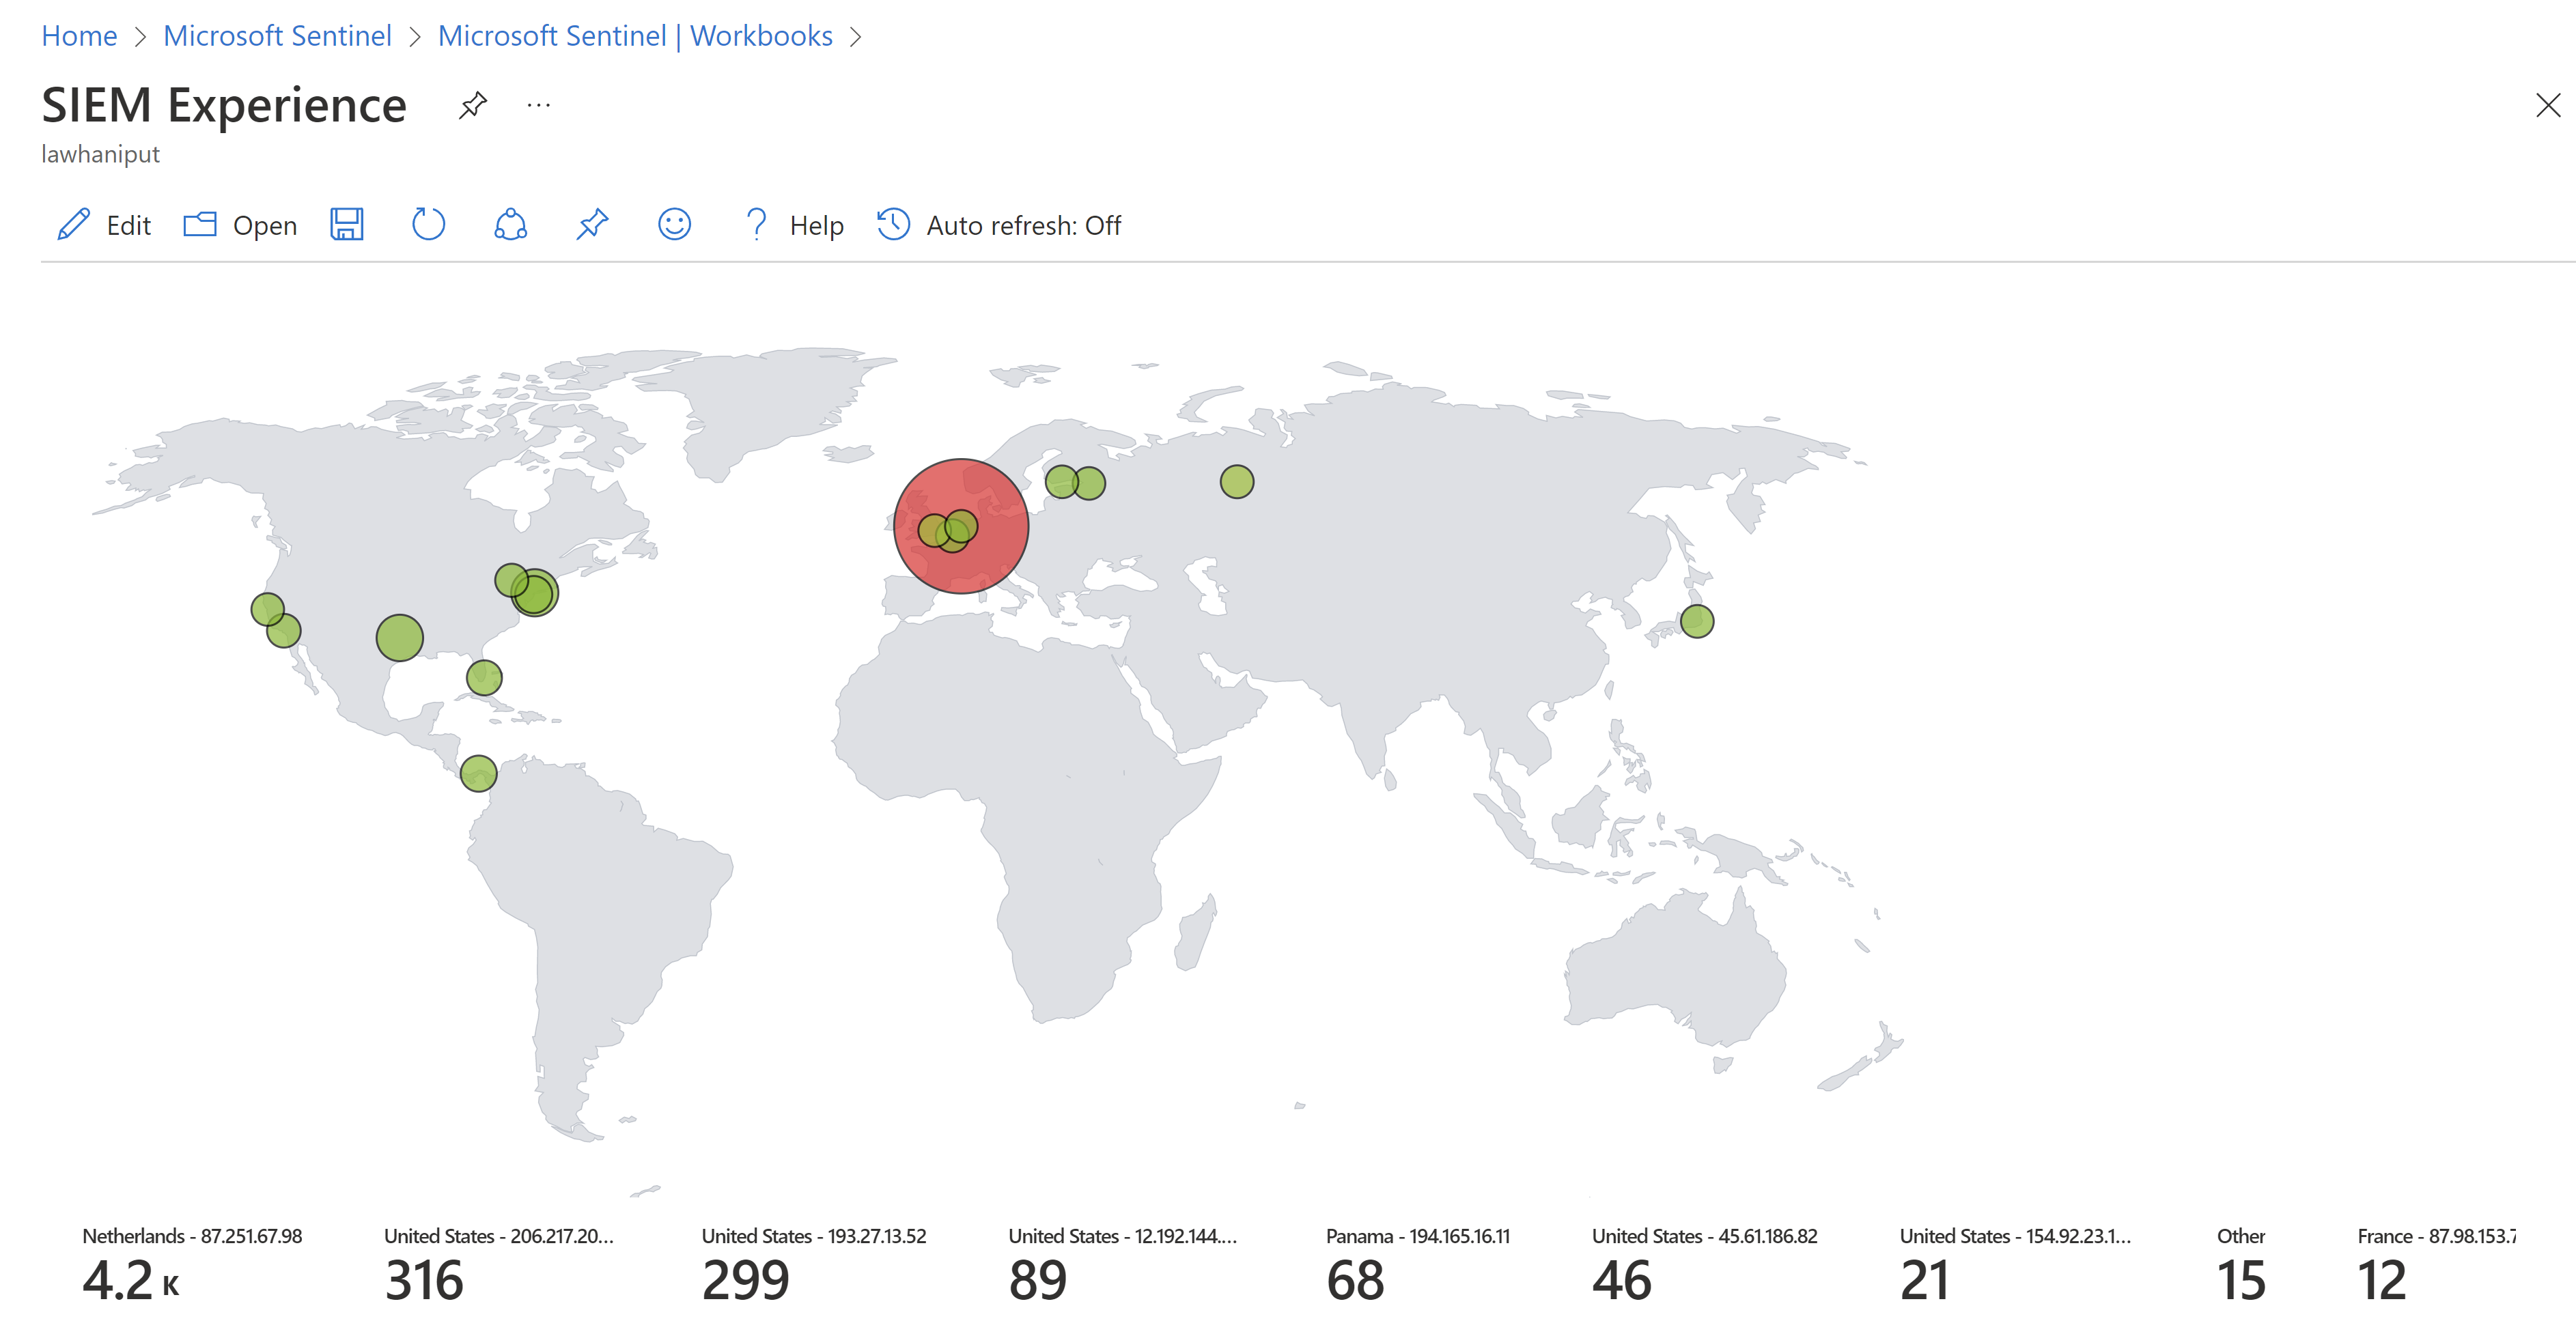 Home > Microsoft Sentinel > Microsoft Sentinel | Workbooks >
SIEM Experience ...
lawhaniput
Edit Open Help Auto refresh: Off
Netherlands - 87.251.67.98 United States - 206.217.20... United States - 193.27.13.52 United States - 12.192.144.... Panama - 194.165.16.11 United States - 45.61.186.82 United States - 154.92.23.1... Other France - 87.98.153.7
4.2 K 316 299 89 68 46 21 15 12